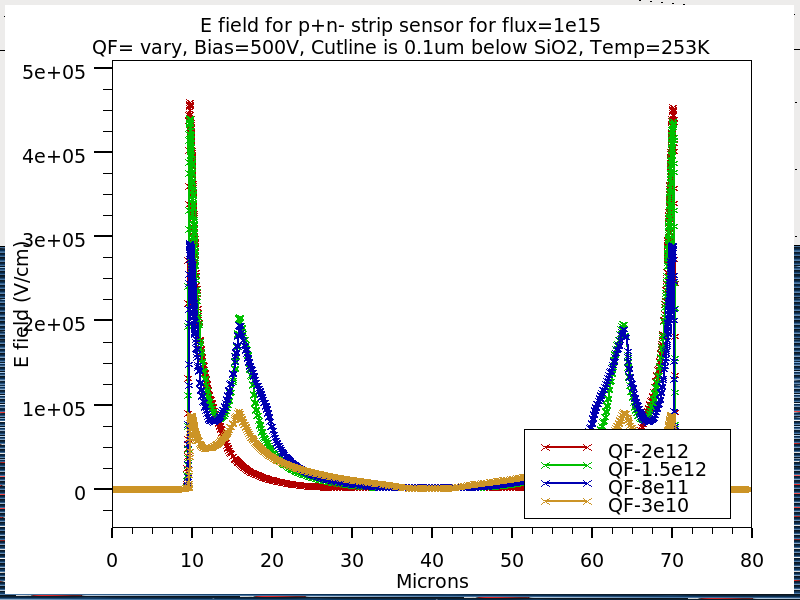 E field for p+n- strip sensor for flux=1e15
QF= vary, Bias=500V, Cutline is 0.1um below SiO2, Temp=253K
5e+05
4e+05
3e+05
2e+05
1e+05
0
E field (V/cm)
QF-2e12
QF-1.5e12
QF-8e11
QF-3e10
0 10 20 30 40 50 60 70 80
Microns